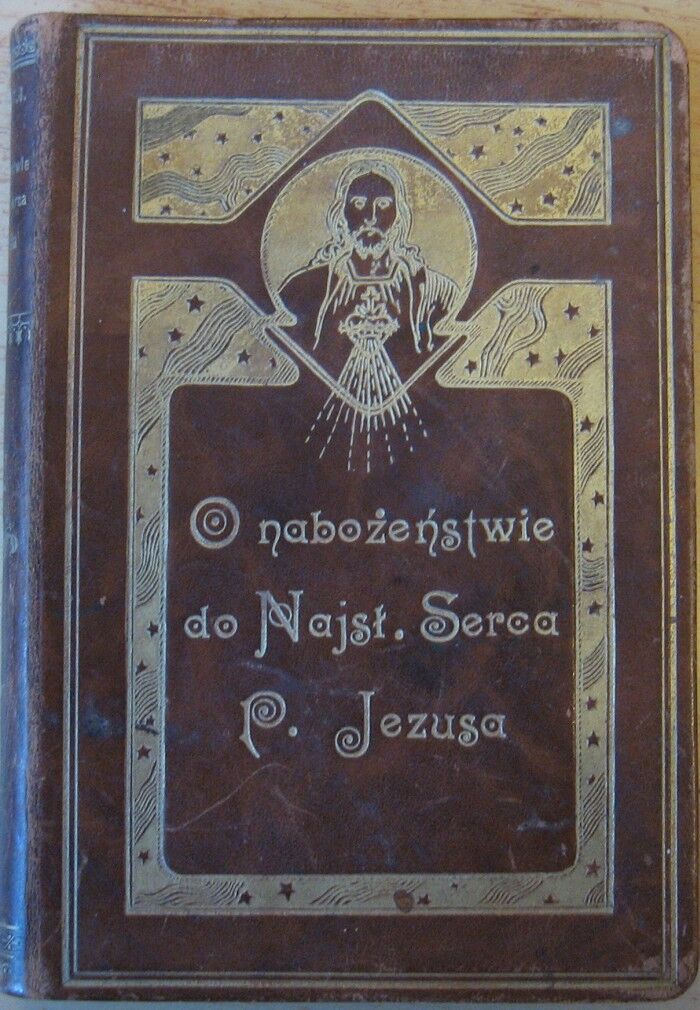 O nabożeństwie
do Najsł. Serca
P. Jezusa